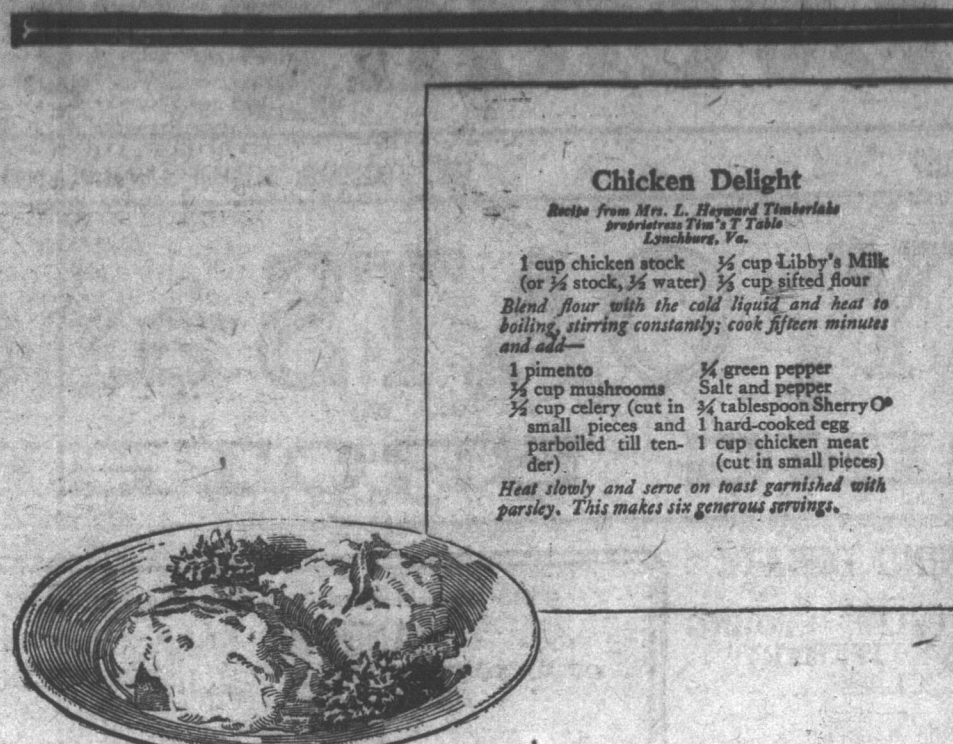 Chicken Delight
Recipe from Mrs. L. Heyward Timberlake
proprietress Tim's T Table
Lynchburg, Va.
1 cup chicken stock
(or ½ stock, ½ water)
½ cup Libby's Milk
⅓ cup sifted flour
Blend flour with the cold liquid and heat to
boiling, stirring constantly; cook fifteen minutes
and add—
1 pimento
½ cup mushrooms
½ cup celery (cut in
small pieces and
parboiled till ten-
der)
¼ green pepper
Salt and pepper
¾ tablespoon Sherry
1 hard-cooked egg
1 cup chicken meat
(cut in small pieces)
Heat slowly and serve on toast garnished with
parsley. This makes six generous servings.